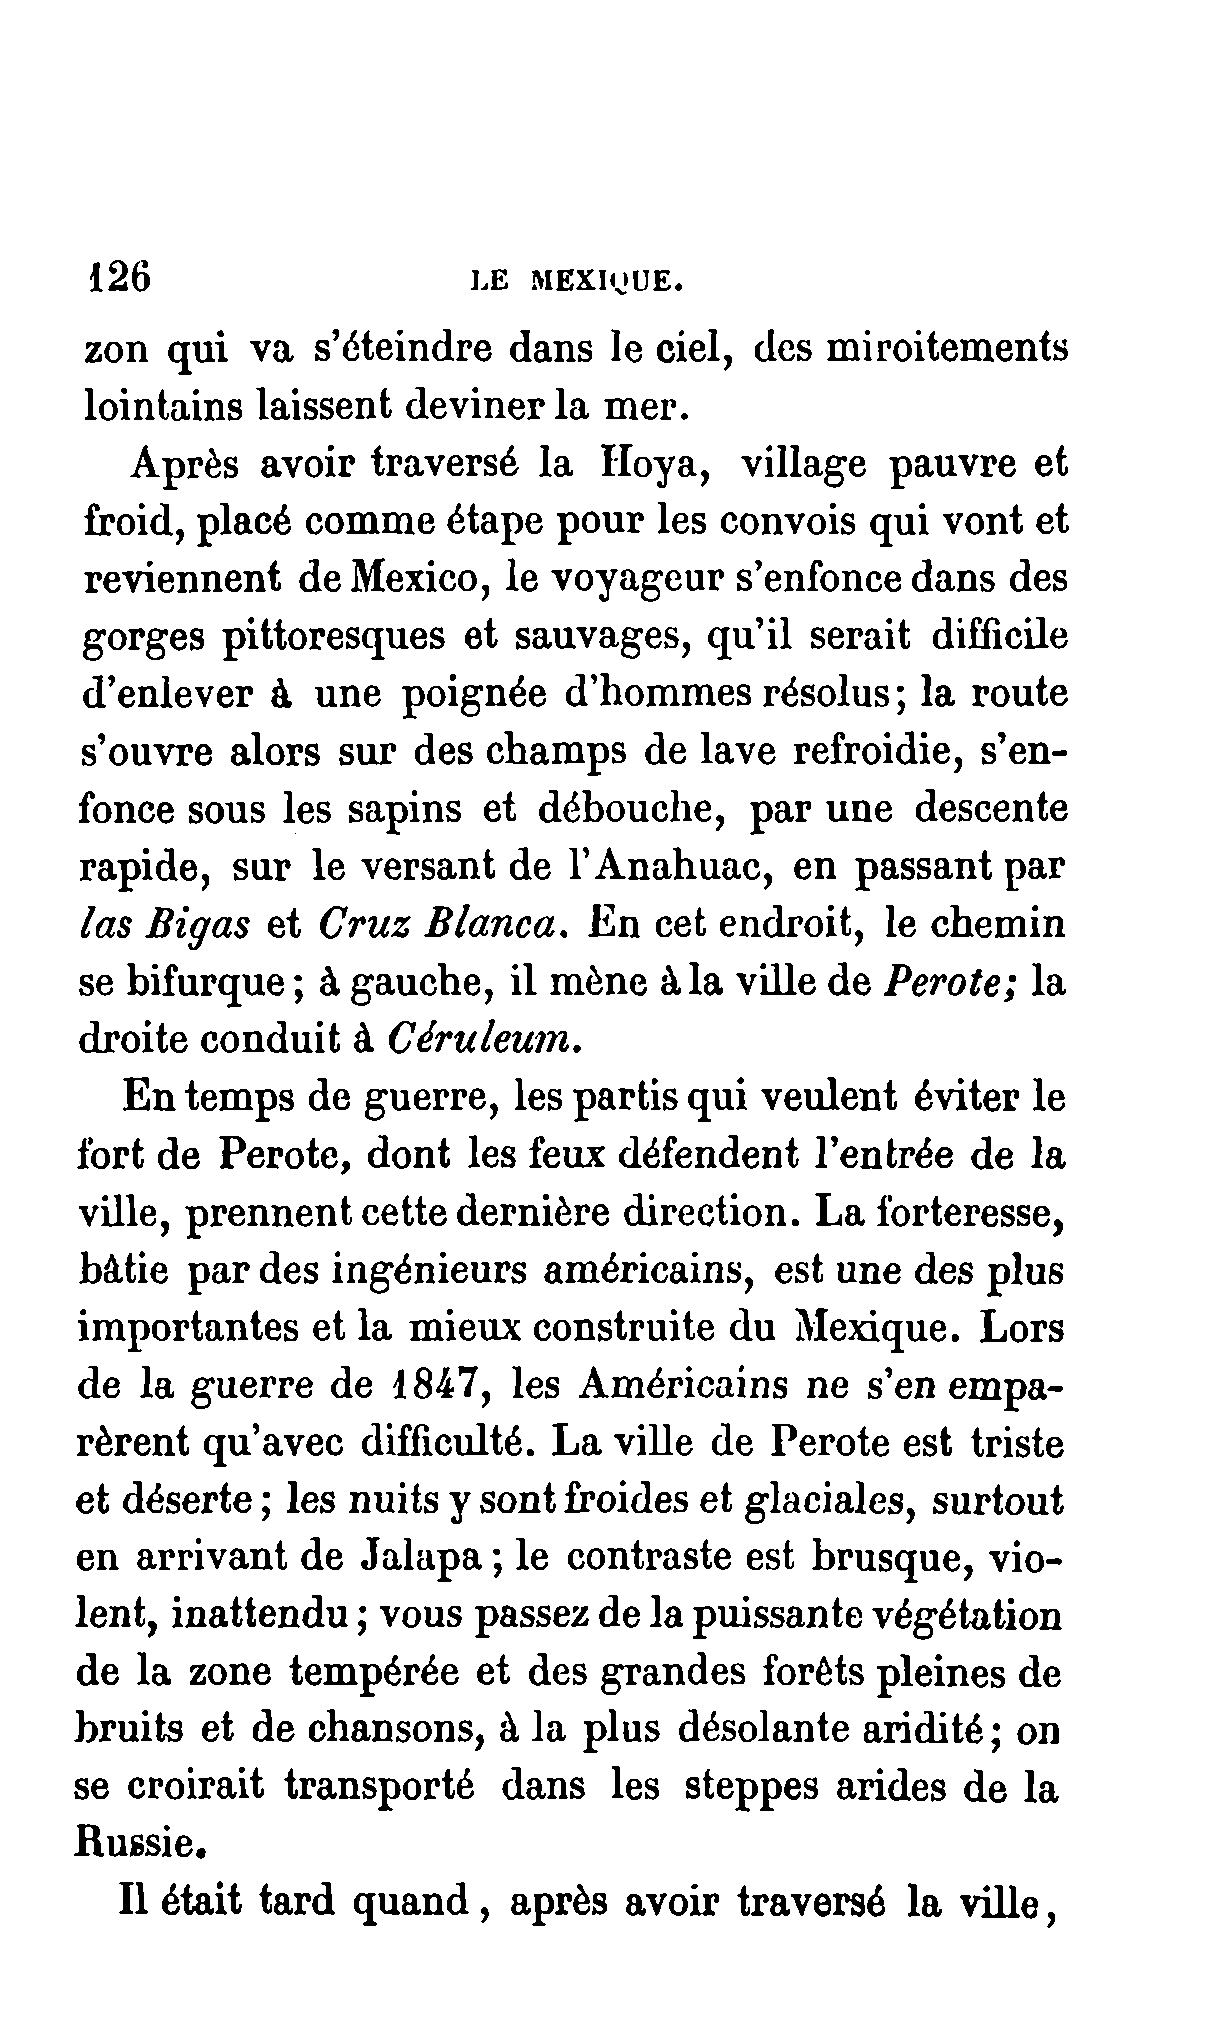 126 LE MEXIQUE.
zon qui va s'éteindre dans le ciel, des miroitements
lointains laissent deviner la mer.
Après avoir traversé la Hoya, village pauvre et
froid, placé comme étape pour les convois qui vont et
reviennent de Mexico, le voyageur s'enfonce dans des
gorges pittoresques et sauvages, qu'il serait difficile
d'enlever à une poignée d'hommes résolus; la route
s'ouvre alors sur des champs de lave refroidie, s'en-
fonce sous les sapins et débouche, par une descente
rapide, sur le versant de l'Anahuac, en passant par
las Bigas et Cruz Blanca. En cet endroit, le chemin
se bifurque; à gauche, il mène à la ville de Perote; la
droite conduit à Céruleum.
En temps de guerre, les partis qui veulent éviter le
fort de Perote, dont les feux défendent l'entrée de la
ville, prennent cette dernière direction. La forteresse,
bâtie par des ingénieurs américains, est une des plus
importantes et la mieux construite du Mexique. Lors
de la guerre de 1847, les Américains ne s'en empa-
rèrent qu'avec difficulté. La ville de Perote est triste
et déserte; les nuits y sont froides et glaciales, surtout
en arrivant de Jalapa; le contraste est brusque, vio-
lent, inattendu; vous passez de la puissante végétation
de la zone tempérée et des grandes forêts pleines de
bruits et de chansons, à la plus désolante aridité; on
se croirait transporté dans les steppes arides de la
Russie.
Il était tard quand, après avoir traversé la ville,